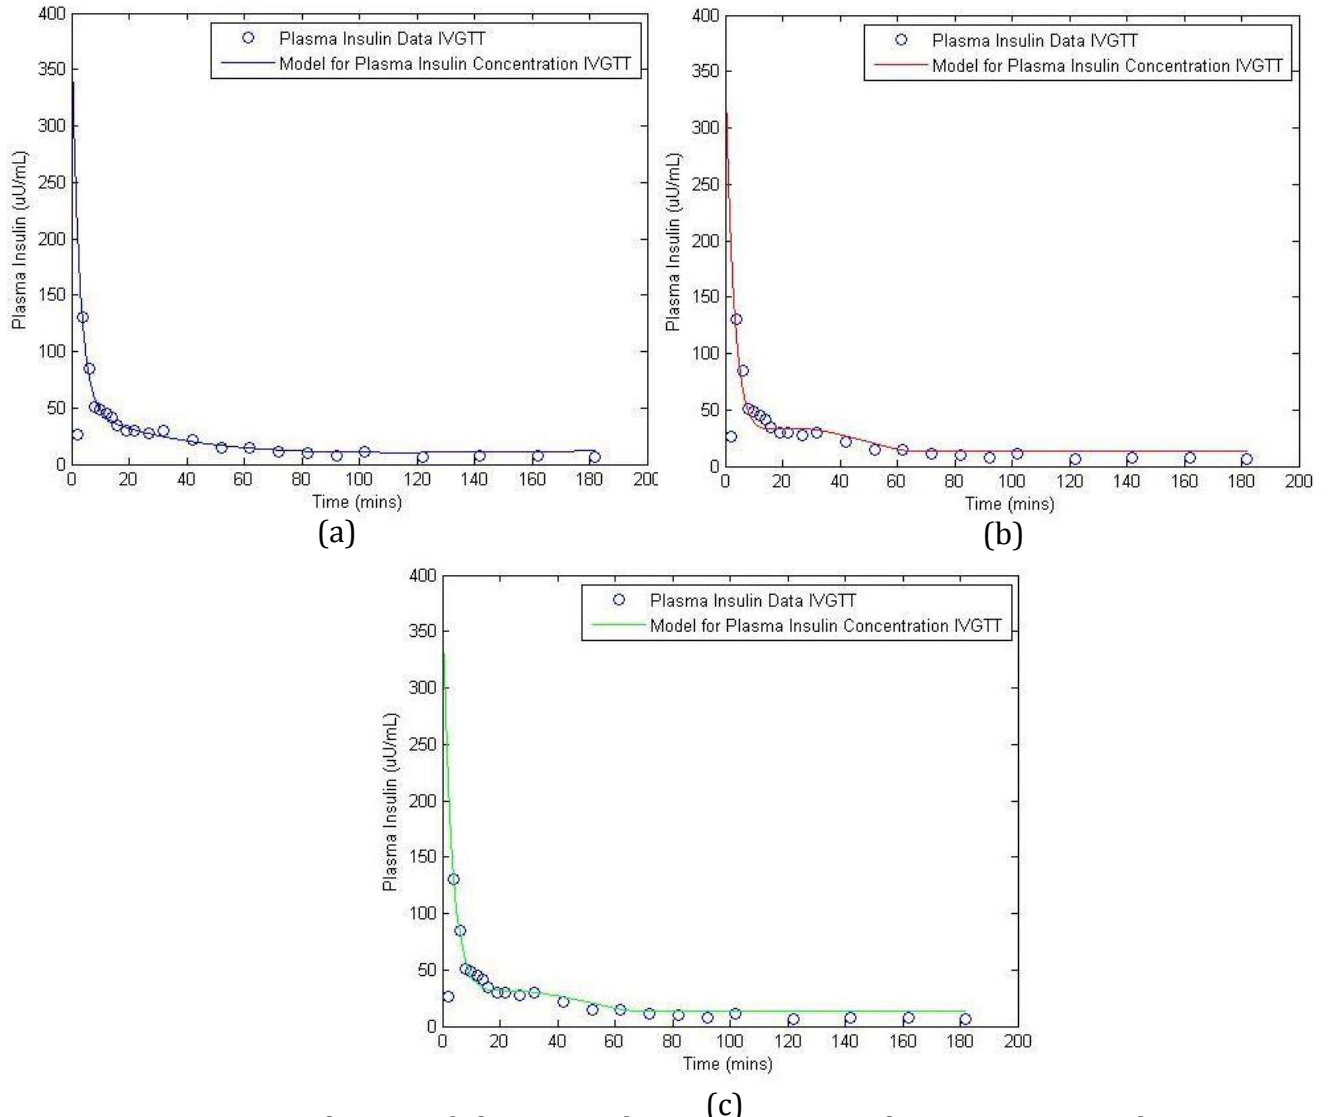 400
350
300
250
200
150
100
50
0
Plasma Insulin (uU/mL)
Plasma Insulin Data IVGTT
Model for Plasma Insulin Concentration IVGTT
0 20 40 60 80 100 120 140 160 180 200
Time (mins)
(a)
400
350
300
250
200
150
100
50
0
Plasma Insulin (uU/mL)
Plasma Insulin Data IVGTT
Model for Plasma Insulin Concentration IVGTT
0 20 40 60 80 100 120 140 160 180 200
Time (mins)
(b)
400
350
300
250
200
150
100
50
0
Plasma Insulin (uU/mL)
Plasma Insulin Data IVGTT
Model for Plasma Insulin Concentration IVGTT
0 20 40 60 80 100 120 140 160 180 200
Time (mins)
(c)